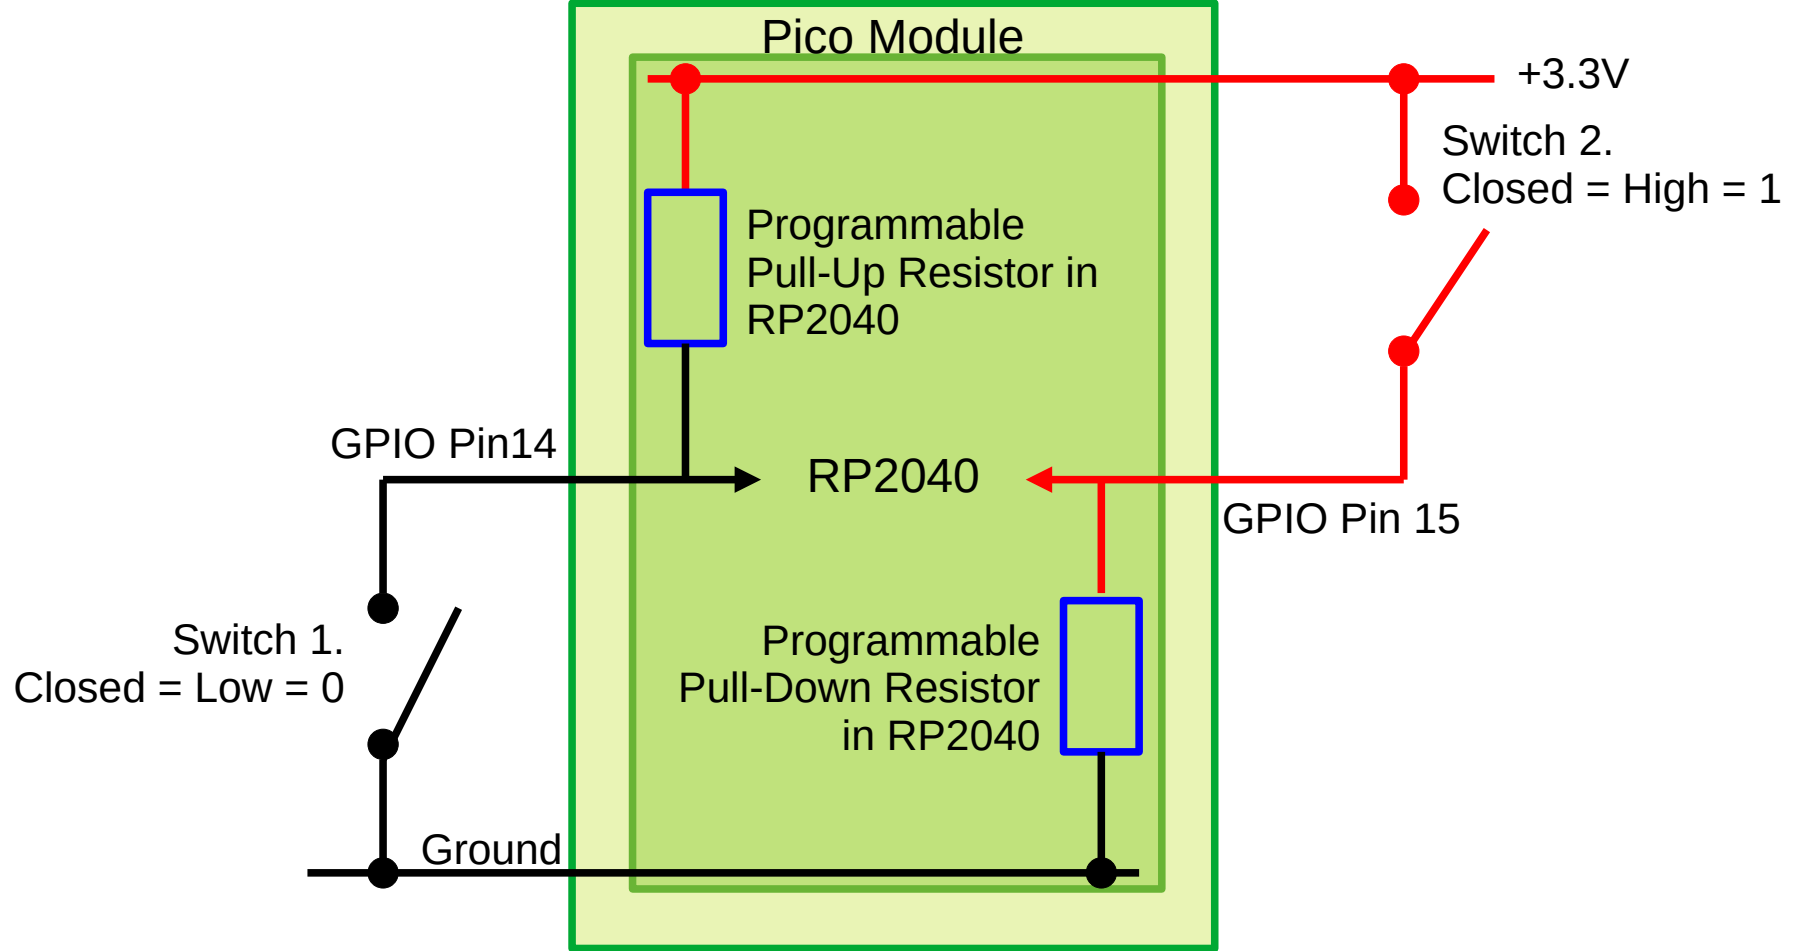 Pico Module
+3.3V
Switch 2.
Closed = High = 1
Programmable
Pull-Up Resistor in
RP2040
GPIO Pin14
RP2040
GPIO Pin 15
Switch 1.
Closed = Low = 0
Programmable
Pull-Down Resistor
in RP2040
Ground